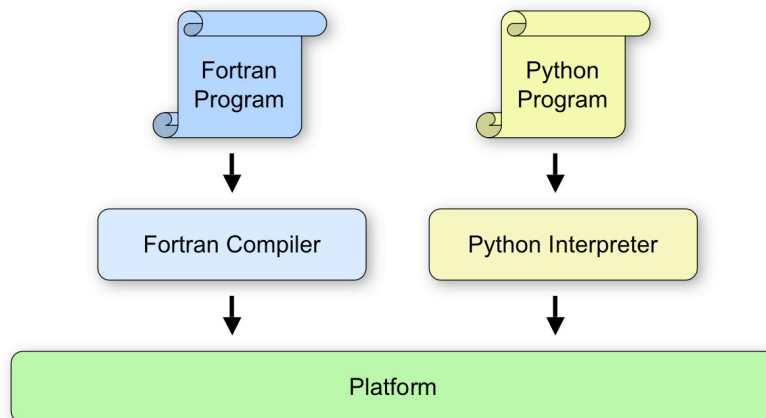 Fortran
Program
Python
Program
Fortran Compiler
Python Interpreter
Platform